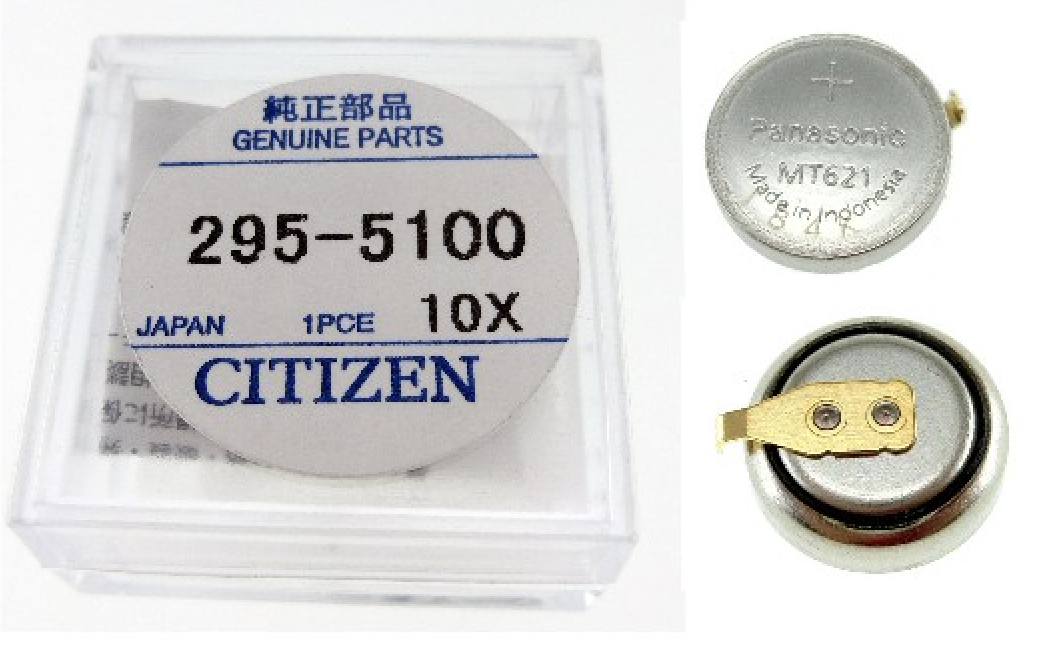 純正部品
GENUINE PARTS
295-5100
JAPAN 1PCE 10X
CITIZEN
+
Panasonic
MT621
Made in Indonesia